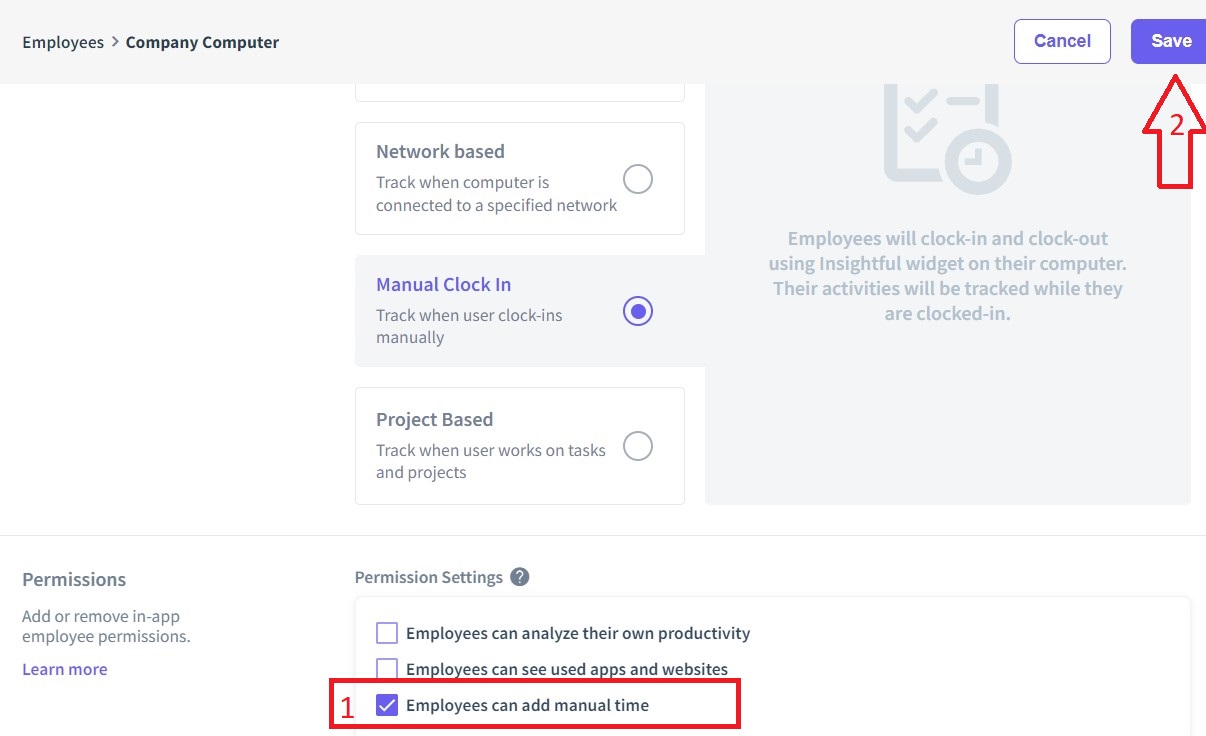 Employees > Company Computer
Cancel
Save
2
Network based
Track when computer is
connected to a specified network
Manual Clock In
Track when user clock-ins
manually
Project Based
Track when user works on tasks
and projects
Employees will clock-in and clock-out
using Insightful widget on their computer.
Their activities will be tracked while they
are clocked-in.
Permissions
Add or remove in-app
employee permissions.
Learn more
Permission Settings ?
Employees can analyze their own productivity
Employees can see used apps and websites
1 Employees can add manual time